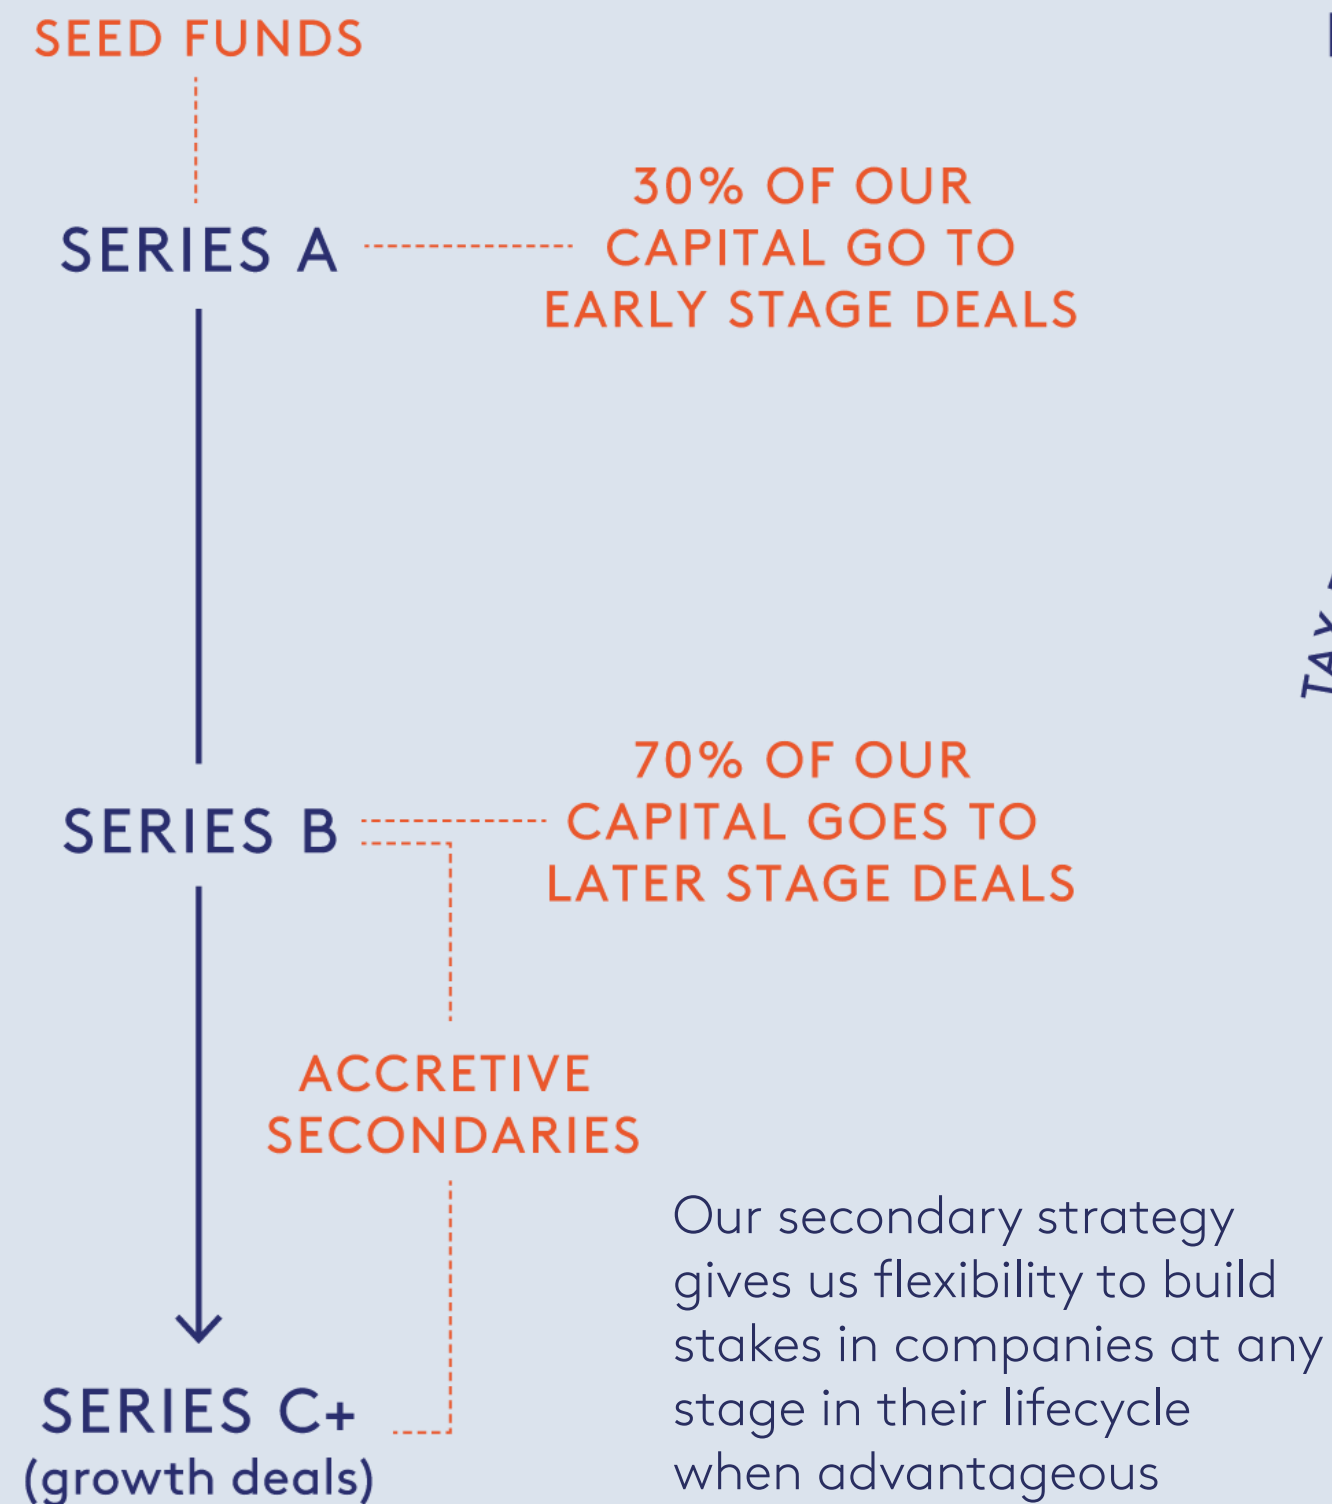 SEED FUNDS
SERIES A
30% OF OUR
CAPITAL GO TO
EARLY STAGE DEALS
SERIES B
70% OF OUR
CAPITAL GOES TO
LATER STAGE DEALS
ACCRETIVE
SECONDARIES
SERIES C+
(growth deals)
Our secondary strategy
gives us flexibility to build
stakes in companies at any
stage in their lifecycle
when advantageous
TAX